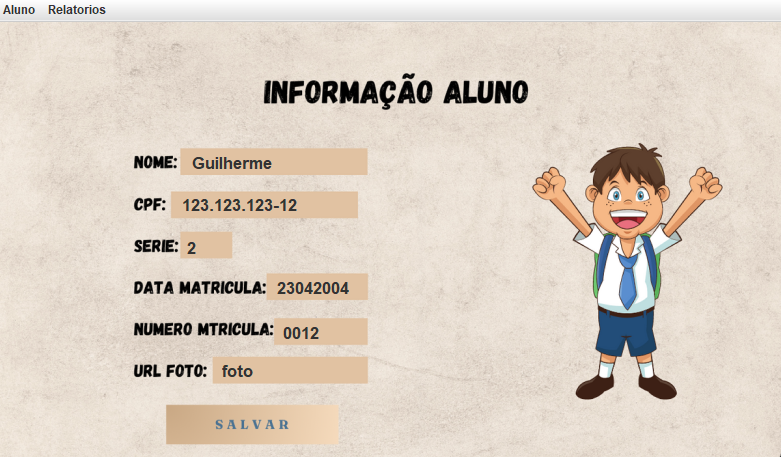 Aluno Relatorios
INFORMAÇÃO ALUNO
NOME: Guilherme
CPF: 123.123.123-12
SERIE: 2
DATA MATRICULA: 23042004
NUMERO MTRICULA: 0012
URL FOTO: foto
SALVAR